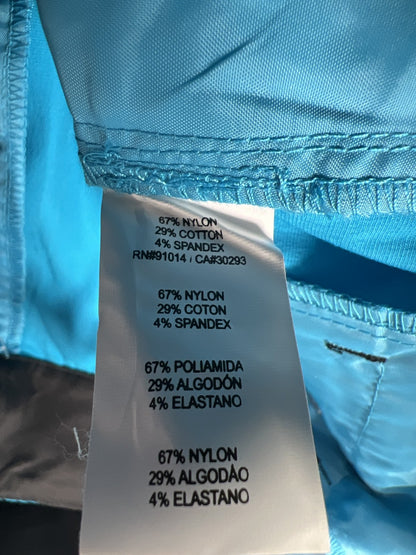 67% NYLON
29% COTTON
4% SPANDEX
RN#91014 / CA#30293
67% NYLON
29% COTON
4% SPANDEX
67% POLIAMIDA
29% ALGODÓN
4% ELASTANO
67% NYLON
29% ALGODÃO
4% ELASTANO